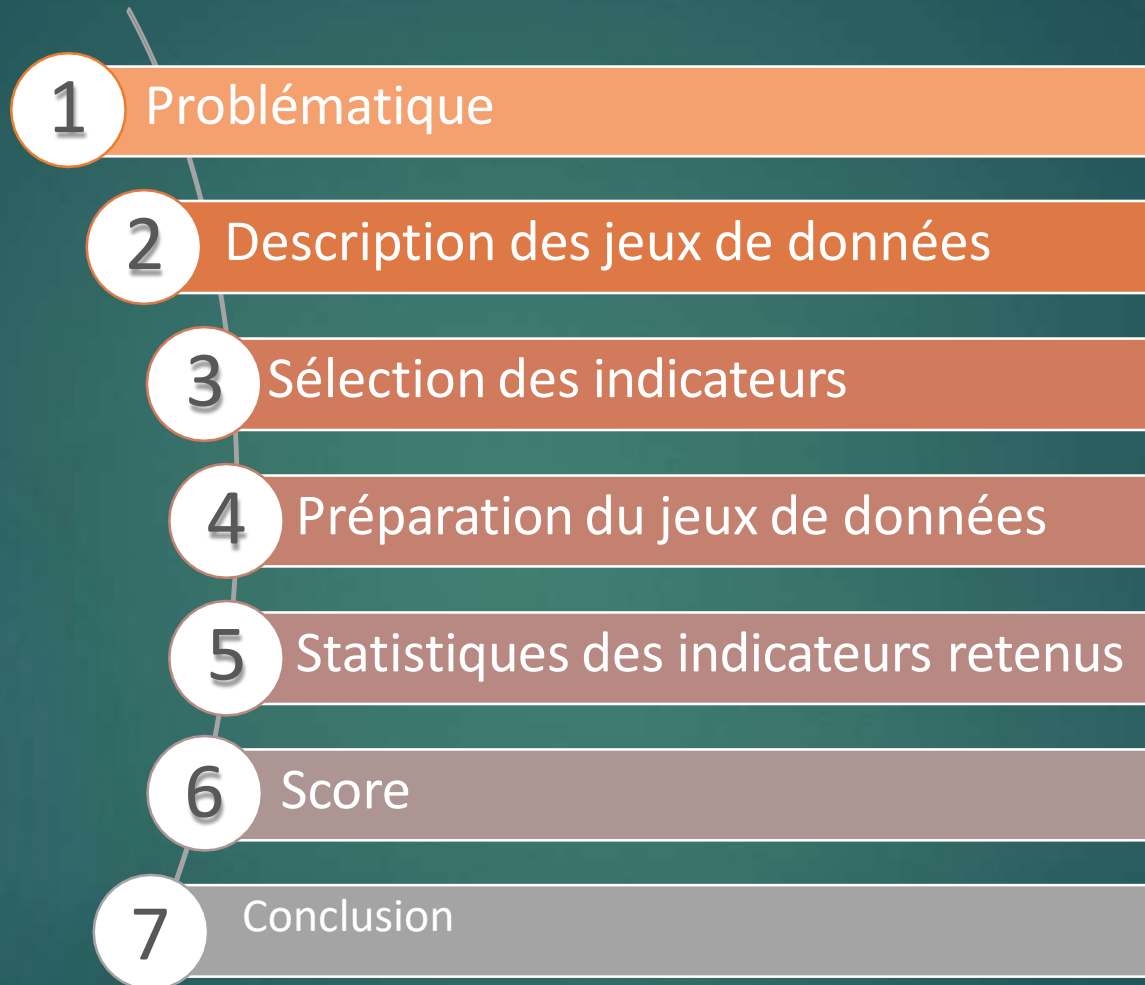 1 Problématique
2 Description des jeux de données
3 Sélection des indicateurs
4 Préparation du jeux de données
5 Statistiques des indicateurs retenus
6 Score
7 Conclusion